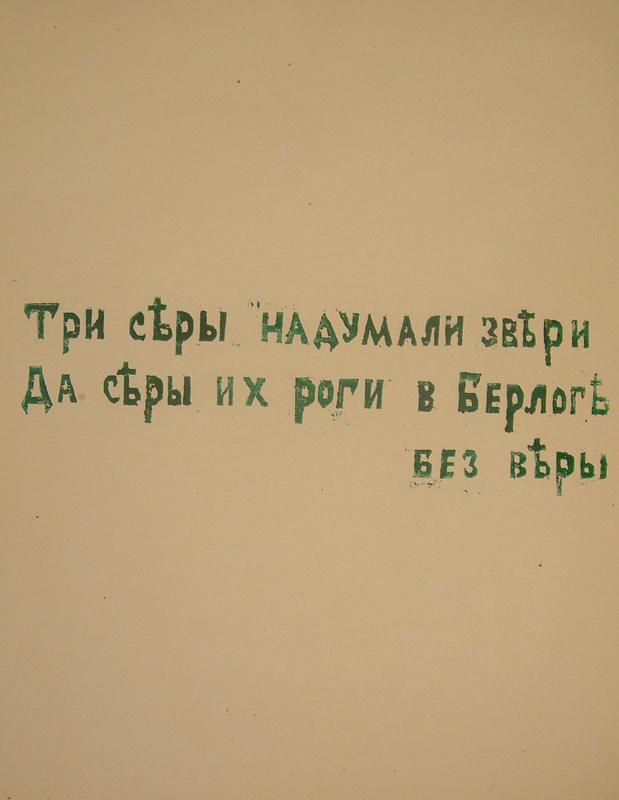 Три сѣры надумали звѣри
Да сѣры их роги в Берлогѣ
без вѣры